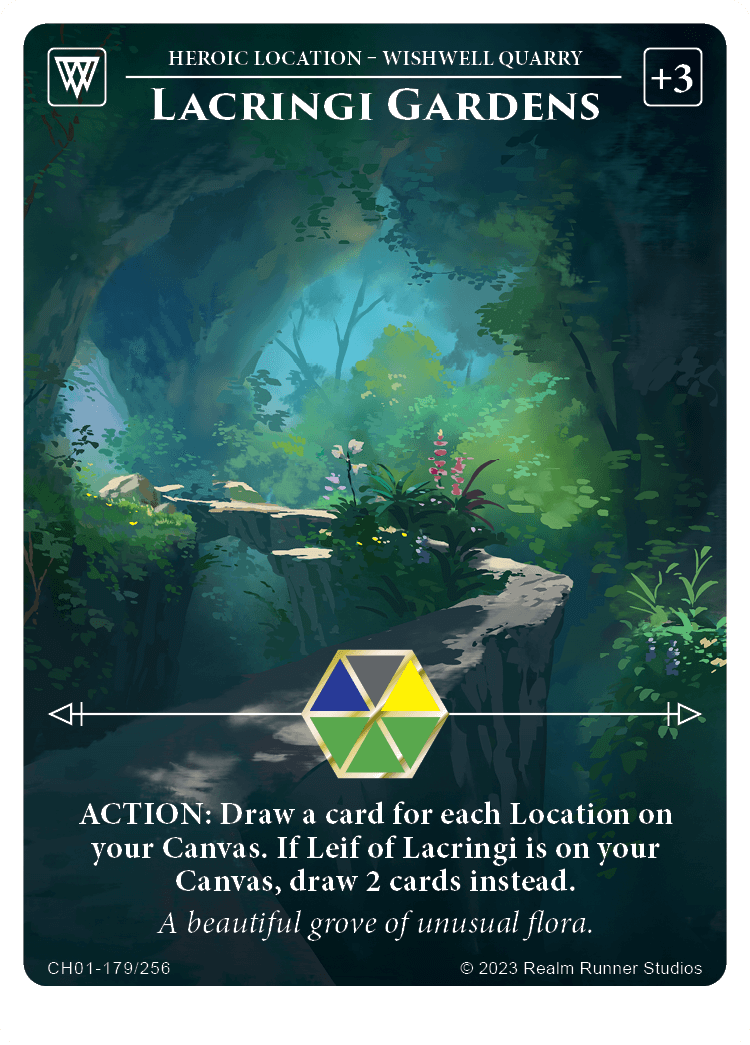 HEROIC LOCATION – WISHWELL QUARRY
+3
LACRINGI GARDENS
ACTION: Draw a card for each Location on
your Canvas. If Leif of Lacringi is on your
Canvas, draw 2 cards instead.
A beautiful grove of unusual flora.
CH01-179/256
© 2023 Realm Runner Studios